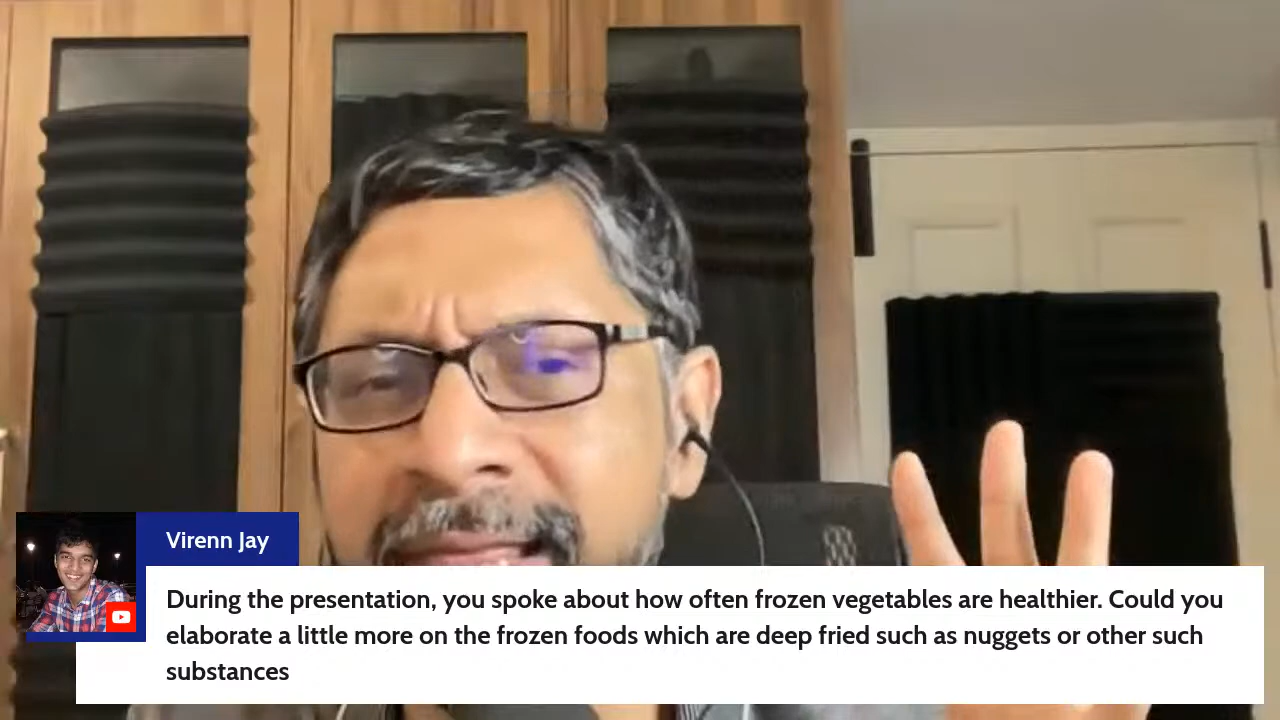 Virenn Jay
During the presentation, you spoke about how often frozen vegetables are healthier. Could you
elaborate a little more on the frozen foods which are deep fried such as nuggets or other such
substances